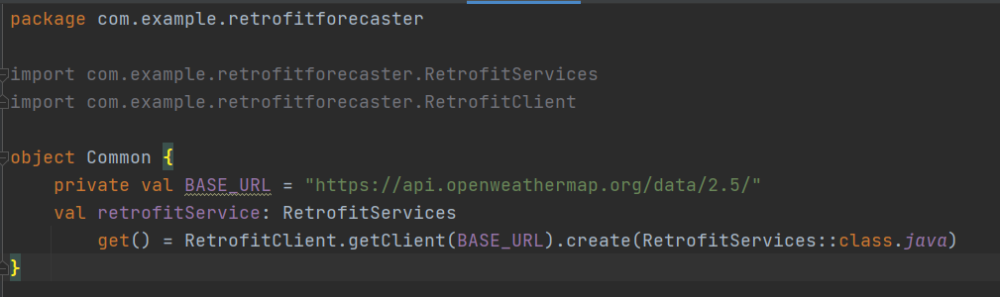 package com.example.retrofitforecaster
import com.example.retrofitforecaster.RetrofitServices
import com.example.retrofitforecaster.RetrofitClient
object Common {
private val BASE_URL = "https://api.openweathermap.org/data/2.5/"
val retrofitService: RetrofitServices
get() = RetrofitClient.getClient(BASE_URL).create(RetrofitServices::class.java)
}